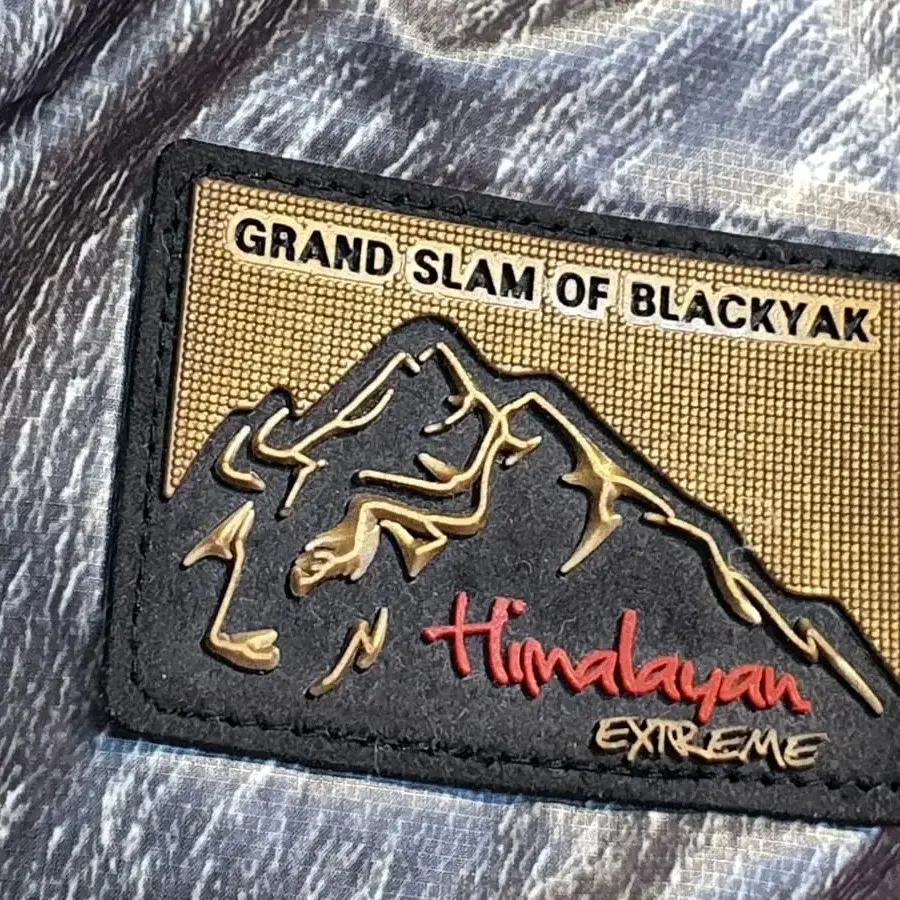 GRAND SLAM OF BLACKYAK
Himalayan
EXTREME